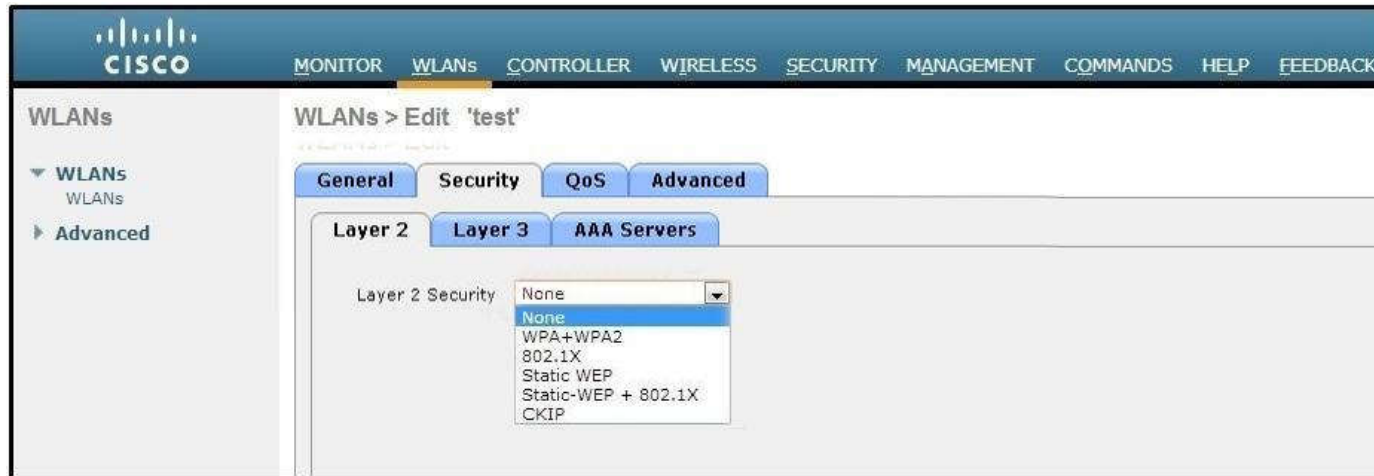 CISCO
MONITOR WLANs CONTROLLER WIRELESS SECURITY MANAGEMENT COMMANDS HELP FEEDBACK
WLANs
WLANs
WLANs
Advanced
WLANs > Edit 'test'
General Security QoS Advanced
Layer 2 Layer 3 AAA Servers
Layer 2 Security None
None
WPA+WPA2
802.1X
Static WEP
Static-WEP + 802.1X
CKIP